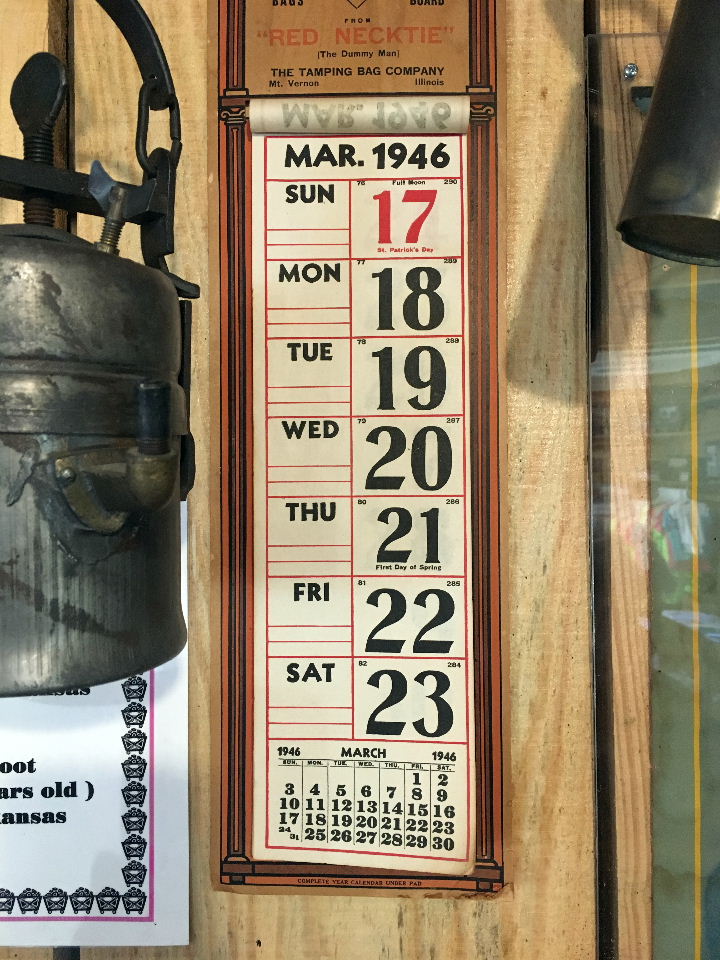 BAGS BOARD
FROM
"RED NECKTIE"
(The Dummy Man)
THE TAMPING BAG COMPANY
Mt. Vernon Illinois
MAR. 1946
MAR. 1946
SUN
76 Full Moon 290
17
St. Patrick's Day
MON
77 289
18
TUE
78 288
19
WED
79 287
20
THU
80 286
21
First Day of Spring
FRI
81 285
22
SAT
82 284
23
1946 MARCH 1946
SUN. MON. TUE. WED. THU. FRI. SAT.
1 2
3 4 5 6 7 8 9
10 11 12 13 14 15 16
17 18 19 20 21 22 23
24 31 25 26 27 28 29 30
COMPLETE YEAR CALENDAR UNDER PAD
oot
ars old )
ansas